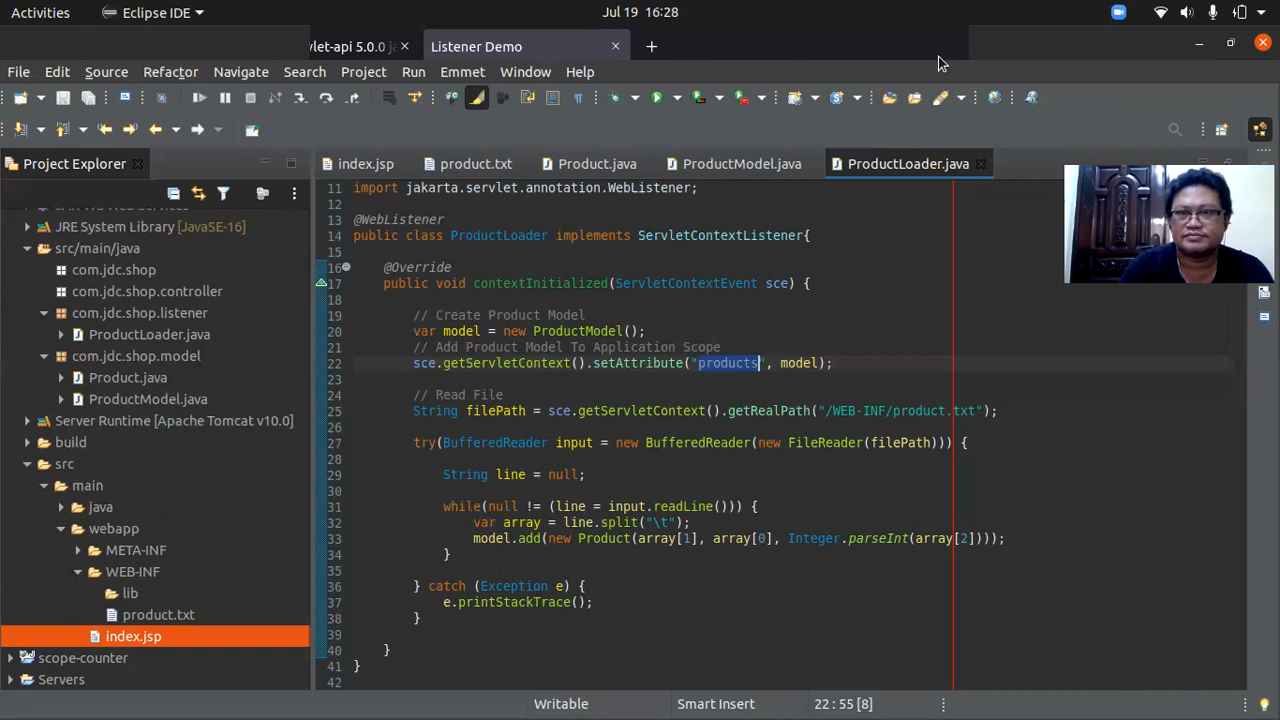 Activities Eclipse IDE Jul 19 16:28
vlet-api 5.0.0 Listener Demo
File Edit Source Refactor Navigate Search Project Run Emmet Window Help
Project Explorer index.jsp product.txt Product.java ProductModel.java ProductLoader.java
JRE System Library [JavaSE-16]
src/main/java
com.jdc.shop
com.jdc.shop.controller
com.jdc.shop.listener
ProductLoader.java
com.jdc.shop.model
Product.java
ProductModel.java
Server Runtime [Apache Tomcat v10.0]
build
src
main
java
webapp
META-INF
WEB-INF
lib
product.txt
index.jsp
scope-counter
Servers
11 import jakarta.servlet.annotation.WebListener;
12
13 @WebListener
14 public class ProductLoader implements ServletContextListener{
15
16 @Override
17 public void contextInitialized(ServletContextEvent sce) {
18
19 // Create Product Model
20 var model = new ProductModel();
21 // Add Product Model To Application Scope
22 sce.getServletContext().setAttribute("products", model);
23
24 // Read File
25 String filePath = sce.getServletContext().getRealPath("/WEB-INF/product.txt");
26
27 try(BufferedReader input = new BufferedReader(new FileReader(filePath))) {
28
29 String line = null;
30
31 while(null != (line = input.readLine())) {
32 var array = line.split("\t");
33 model.add(new Product(array[1], array[0], Integer.parseInt(array[2])));
34 }
35
36 } catch (Exception e) {
37 e.printStackTrace();
38 }
39
40 }
41 }
42
Writable Smart Insert 22 : 55 [8]